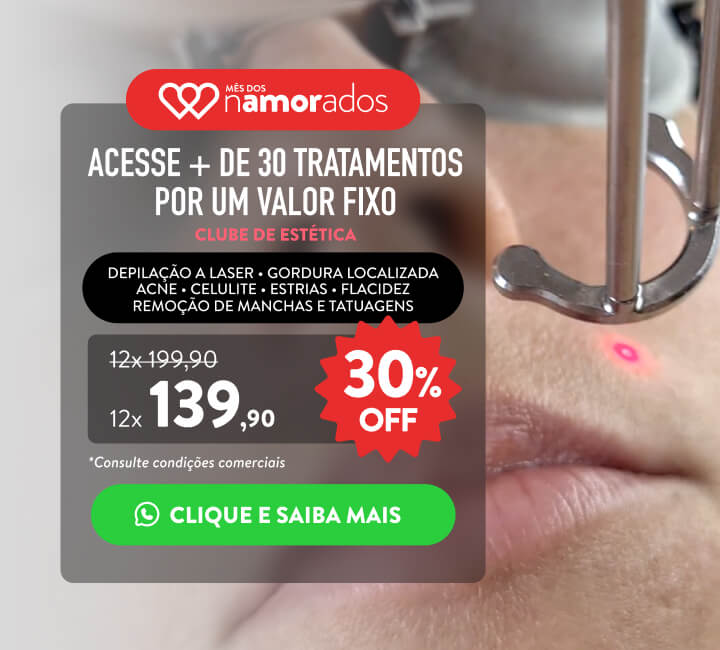 MÊS DOS
namorados
ACESSE + DE 30 TRATAMENTOS
POR UM VALOR FIXO
CLUBE DE ESTÉTICA
DEPILAÇÃO A LASER • GORDURA LOCALIZADA
ACNE • CELULITE • ESTRIAS • FLACIDEZ
REMOÇÃO DE MANCHAS E TATUAGENS
12x 199,90
12x 139,90
30%
OFF
*Consulte condições comerciais
CLIQUE E SAIBA MAIS